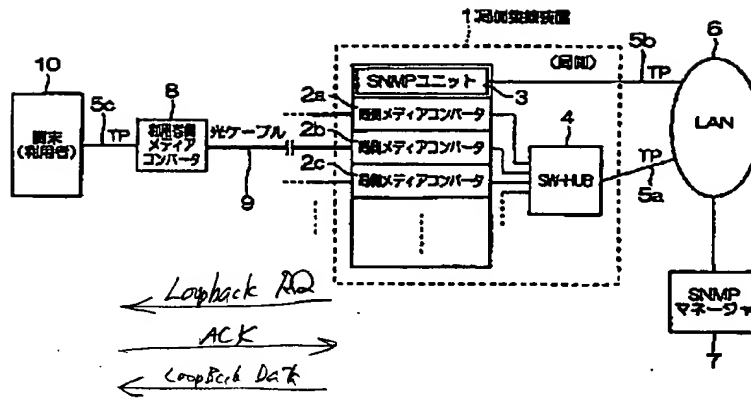 1 局側集線装置
(局側)
SNMPユニット
3
2a
局側メディアコンバータ
2b
局側メディアコンバータ
2c
局側メディアコンバータ
4
SW-HUB
5b
TP
6
LAN
TP
5a
SNMP
マネージャ
7
10
端末
(利用者)
5c
TP
8
利用者側
メディア
コンバータ
光ケーブル
9
Loopback RQ
ACK
LoopBack Data